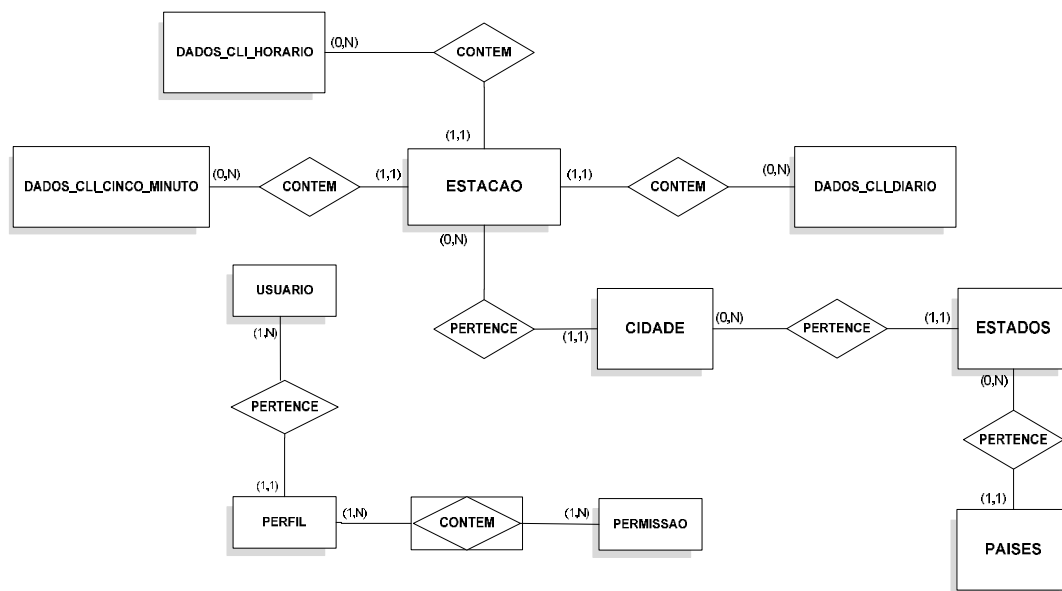 DADOS_CLI_HORARIO
(0,N)
CONTEM
(1,1)
DADOS_CLI_CINCO_MINUTO
(0,N)
CONTEM
(1,1)
ESTACAO
(1,1)
CONTEM
(0,N)
DADOS_CLI_DIARIO
(0,N)
USUARIO
(1,N)
PERTENCE
(1,1)
CIDADE
(0,N)
PERTENCE
(1,1)
ESTADOS
(0,N)
PERTENCE
PERTENCE
(1,1)
(1,1)
PERFIL
(1,N)
CONTEM
(1,N)
PERMISSAO
PAISES